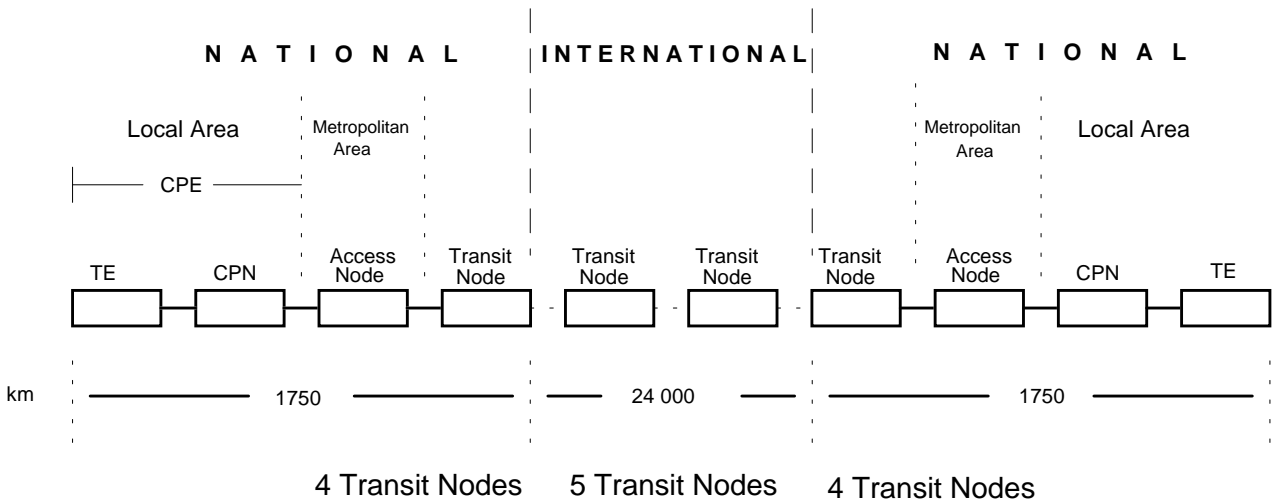 N A T I O N A L INTERNATIONAL N A T I O N A L
Local Area Metropolitan Area Metropolitan Area Local Area
CPE
TE CPN Access Node Transit Node Transit Node Transit Node Transit Node Access Node CPN TE
km 1750 24 000 1750
4 Transit Nodes 5 Transit Nodes 4 Transit Nodes